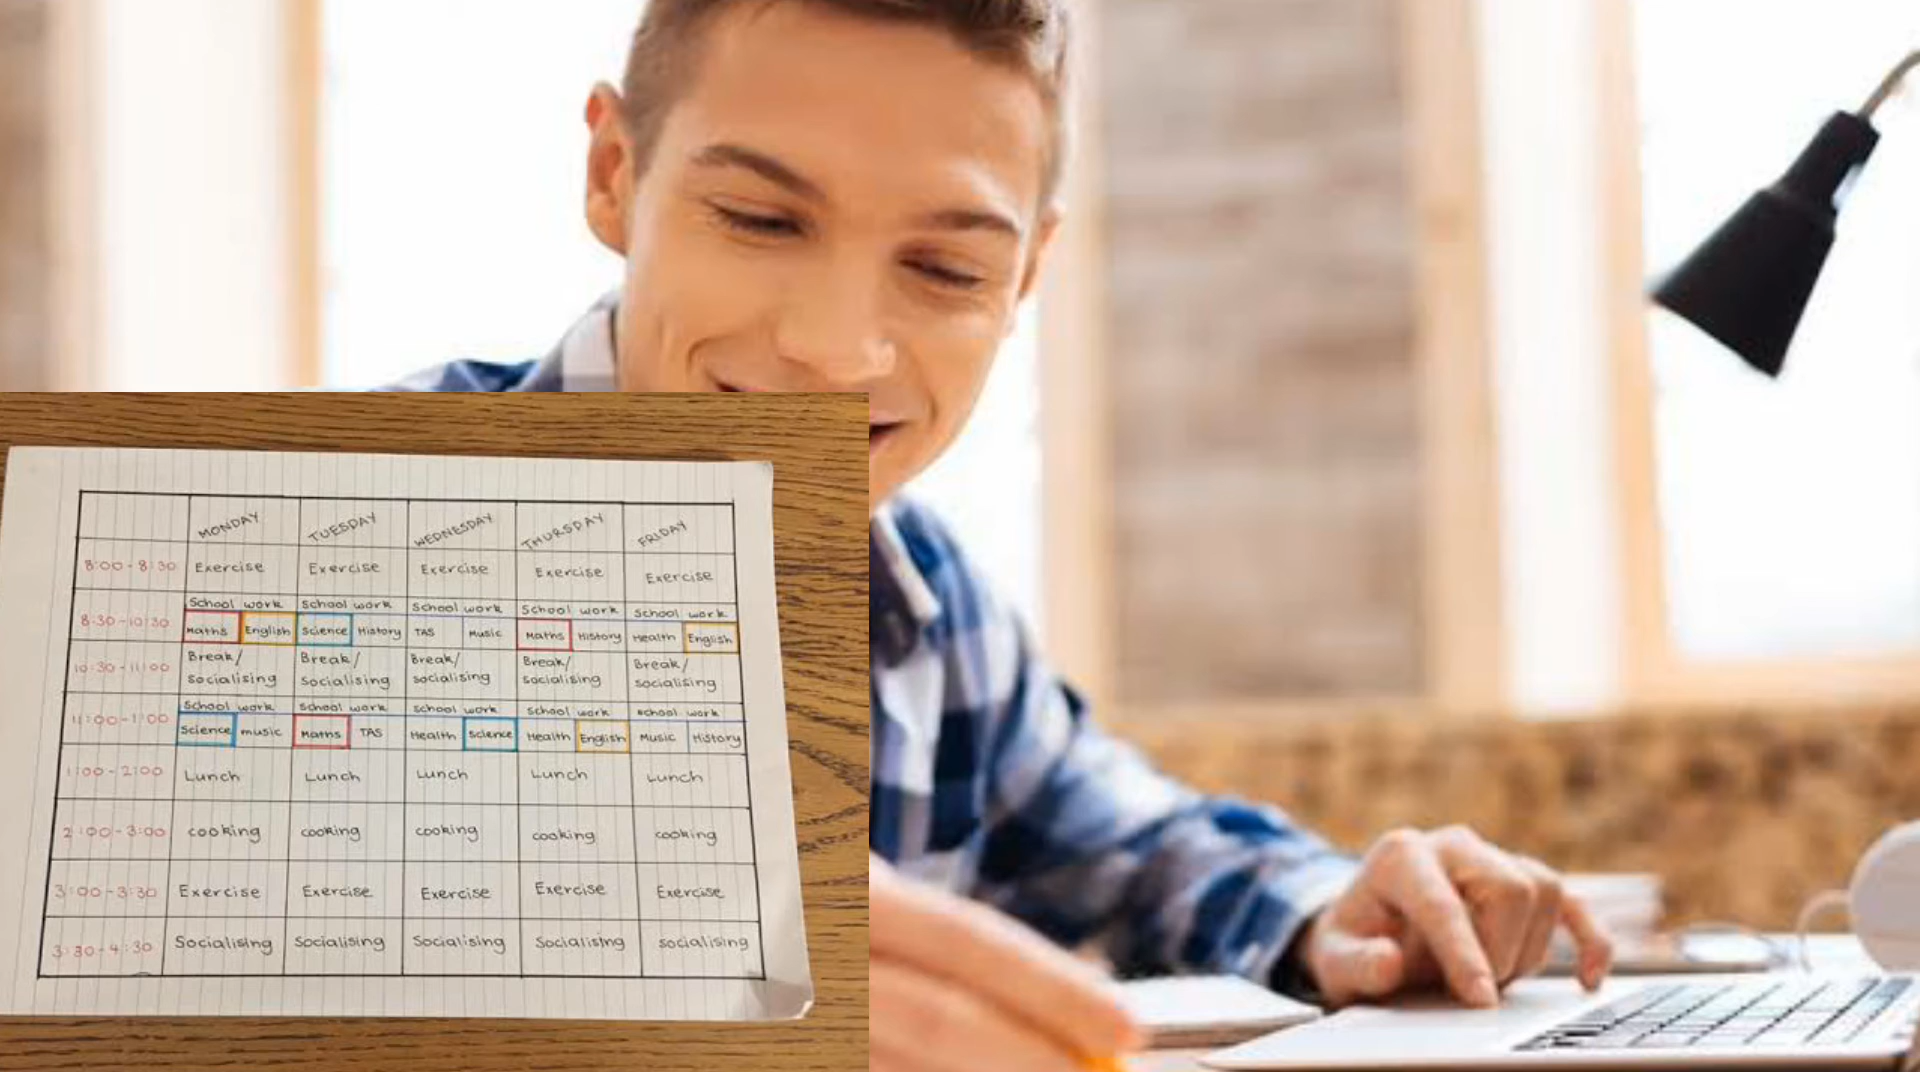 MONDAY TUESDAY WEDNESDAY THURSDAY FRIDAY
8:00-8:30 Exercise Exercise Exercise Exercise Exercise
School work School work School work School work School work
8:30-10:30 Maths English Science History TAS Music Maths History Health English
10:30-11:00 Break/ Break/ Break/ Break/ Break/
socialising socialising socialising socialising socialising
School work School work School work School work School work
11:00-1:00 Science music Maths TAS Health Science Health English Music History
1:00-2:00 Lunch Lunch Lunch Lunch Lunch
2:00-3:00 cooking cooking cooking cooking cooking
3:00-3:30 Exercise Exercise Exercise Exercise Exercise
3:30-4:30 Socialising Socialising Socialising Socialising socialising